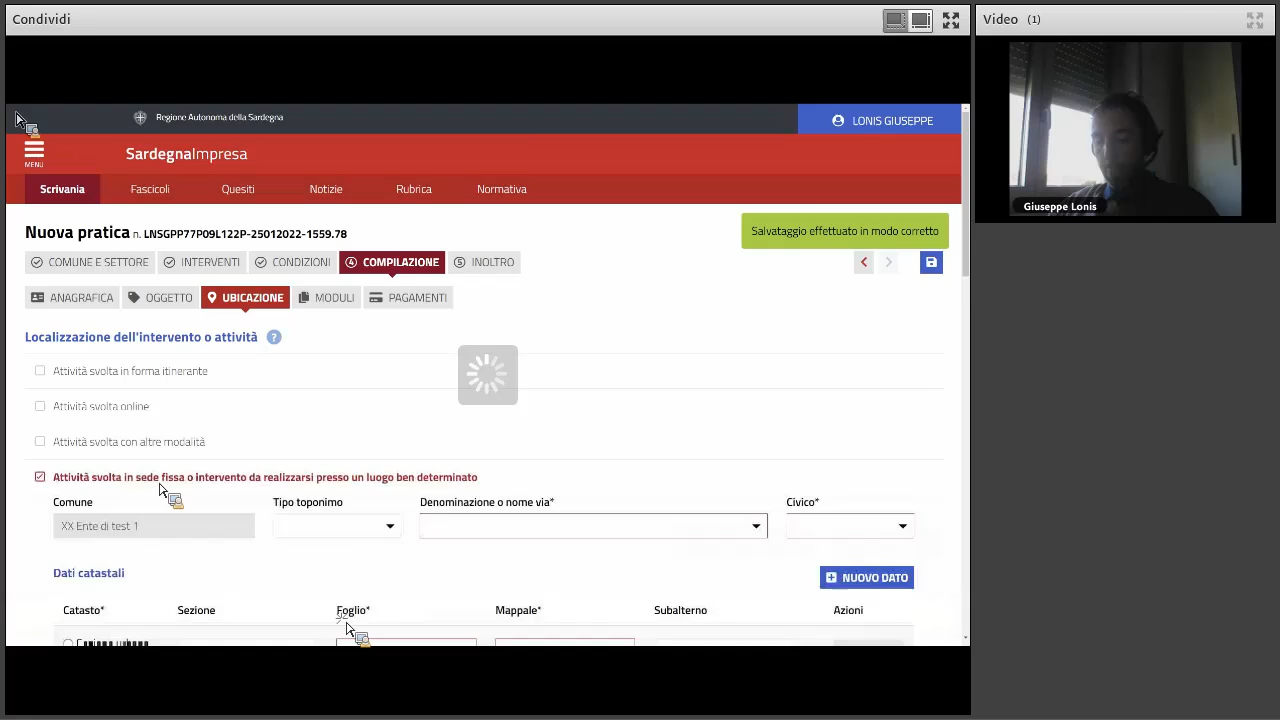 Condividi
Video (1)
Giuseppe Lonis
Regione Autonoma della Sardegna
LONIS GIUSEPPE
MENU
SardegnaImpresa
Scrivania Fascicoli Quesiti Notizie Rubrica Normativa
Nuova pratica n. LNSGPP77P09L122P-25012022-1559.78
Salvataggio effettuato in modo corretto
COMUNE E SETTORE INTERVENTI CONDIZIONI 4 COMPILAZIONE 5 INOLTRO
ANAGRAFICA OGGETTO UBICAZIONE MODULI PAGAMENTI
Localizzazione dell'intervento o attività ?
Attività svolta in forma itinerante
Attività svolta online
Attività svolta con altre modalità
Attività svolta in sede fissa o intervento da realizzarsi presso un luogo ben determinato
Comune Tipo toponimo Denominazione o nome via* Civico*
XX Ente di test 1
Dati catastali
NUOVO DATO
Catasto* Sezione Foglio* Mappale* Subalterno Azioni